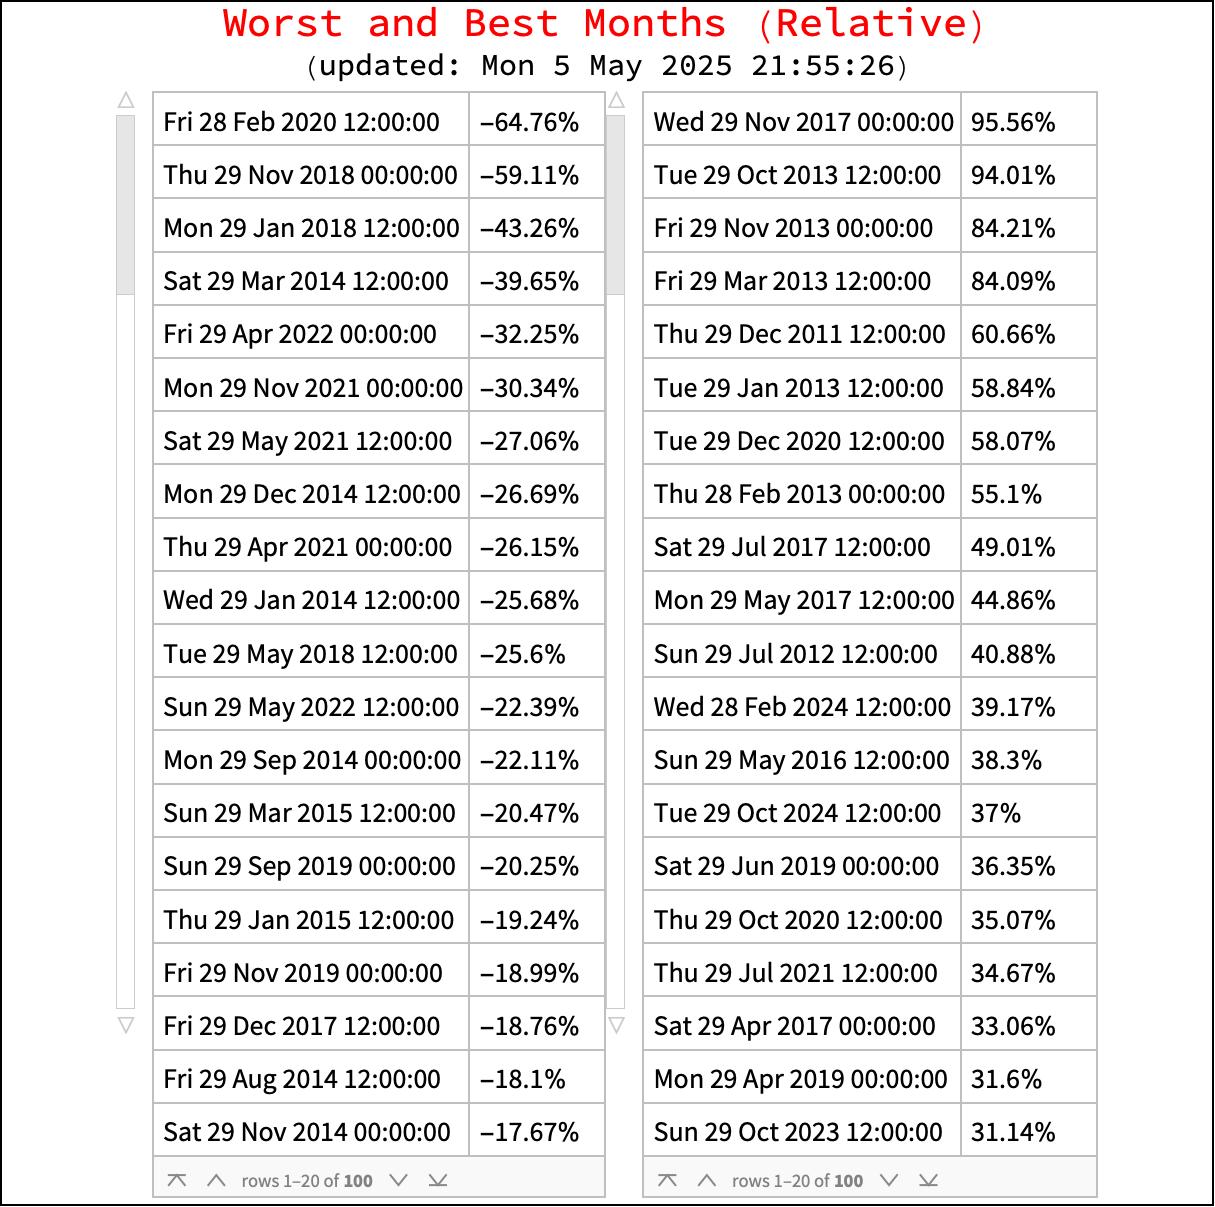 Worst and Best Months (Relative)
(updated: Mon 5 May 2025 21:55:26)
Fri 28 Feb 2020 12:00:00 –64.76%
Thu 29 Nov 2018 00:00:00 –59.11%
Mon 29 Jan 2018 12:00:00 –43.26%
Sat 29 Mar 2014 12:00:00 –39.65%
Fri 29 Apr 2022 00:00:00 –32.25%
Mon 29 Nov 2021 00:00:00 –30.34%
Sat 29 May 2021 12:00:00 –27.06%
Mon 29 Dec 2014 12:00:00 –26.69%
Thu 29 Apr 2021 00:00:00 –26.15%
Wed 29 Jan 2014 12:00:00 –25.68%
Tue 29 May 2018 12:00:00 –25.6%
Sun 29 May 2022 12:00:00 –22.39%
Mon 29 Sep 2014 00:00:00 –22.11%
Sun 29 Mar 2015 12:00:00 –20.47%
Sun 29 Sep 2019 00:00:00 –20.25%
Thu 29 Jan 2015 12:00:00 –19.24%
Fri 29 Nov 2019 00:00:00 –18.99%
Fri 29 Dec 2017 12:00:00 –18.76%
Fri 29 Aug 2014 12:00:00 –18.1%
Sat 29 Nov 2014 00:00:00 –17.67%
rows 1–20 of 100
Wed 29 Nov 2017 00:00:00 95.56%
Tue 29 Oct 2013 12:00:00 94.01%
Fri 29 Nov 2013 00:00:00 84.21%
Fri 29 Mar 2013 12:00:00 84.09%
Thu 29 Dec 2011 12:00:00 60.66%
Tue 29 Jan 2013 12:00:00 58.84%
Tue 29 Dec 2020 12:00:00 58.07%
Thu 28 Feb 2013 00:00:00 55.1%
Sat 29 Jul 2017 12:00:00 49.01%
Mon 29 May 2017 12:00:00 44.86%
Sun 29 Jul 2012 12:00:00 40.88%
Wed 28 Feb 2024 12:00:00 39.17%
Sun 29 May 2016 12:00:00 38.3%
Tue 29 Oct 2024 12:00:00 37%
Sat 29 Jun 2019 00:00:00 36.35%
Thu 29 Oct 2020 12:00:00 35.07%
Thu 29 Jul 2021 12:00:00 34.67%
Sat 29 Apr 2017 00:00:00 33.06%
Mon 29 Apr 2019 00:00:00 31.6%
Sun 29 Oct 2023 12:00:00 31.14%
rows 1–20 of 100